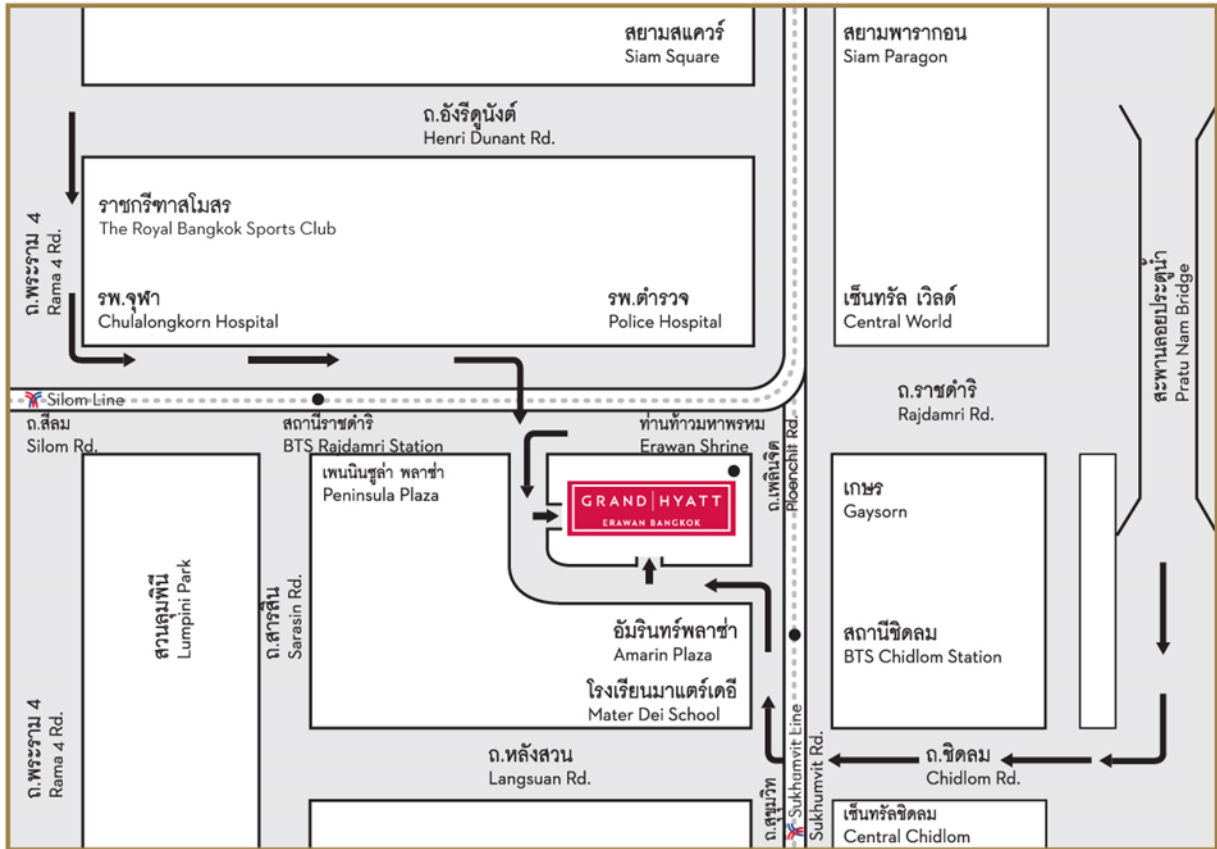 สยามสแควร์
Siam Square
สยามพารากอน
Siam Paragon
ถ.อังรีดูนังต์
Henri Dunant Rd.
ราชกรีฑาสโมสร
The Royal Bangkok Sports Club
ถ.พระราม 4
Rama 4 Rd.
รพ.จุฬา
Chulalongkorn Hospital
รพ.ตำรวจ
Police Hospital
เซ็นทรัล เวิลด์
Central World
สะพานลอยประตูน้ำ
Pratu Nam Bridge
Silom Line
ถ.ราชดำริ
Rajdamri Rd.
ถ.สีลม
Silom Rd.
สถานีราชดำริ
BTS Rajdamri Station
ท่านท้าวมหาพรหม
Erawan Shrine
ถ.เพลินจิต
Ploenchit Rd.
เพนนินซูล่า พลาซ่า
Peninsula Plaza
GRAND HYATT
ERAWAN BANGKOK
เกษร
Gaysorn
สวนลุมพินี
Lumpini Park
ถ.สารสิน
Sarasin Rd.
อัมรินทร์พลาซ่า
Amarin Plaza
สถานีชิดลม
BTS Chidlom Station
โรงเรียนมาแตร์เดอี
Mater Dei School
ถ.พระราม 4
Rama 4 Rd.
ถ.หลังสวน
Langsuan Rd.
ถ.สุขุมวิท
Sukhumvit Line
Sukhumvit Rd.
ถ.ชิดลม
Chidlom Rd.
เซ็นทรัลชิดลม
Central Chidlom